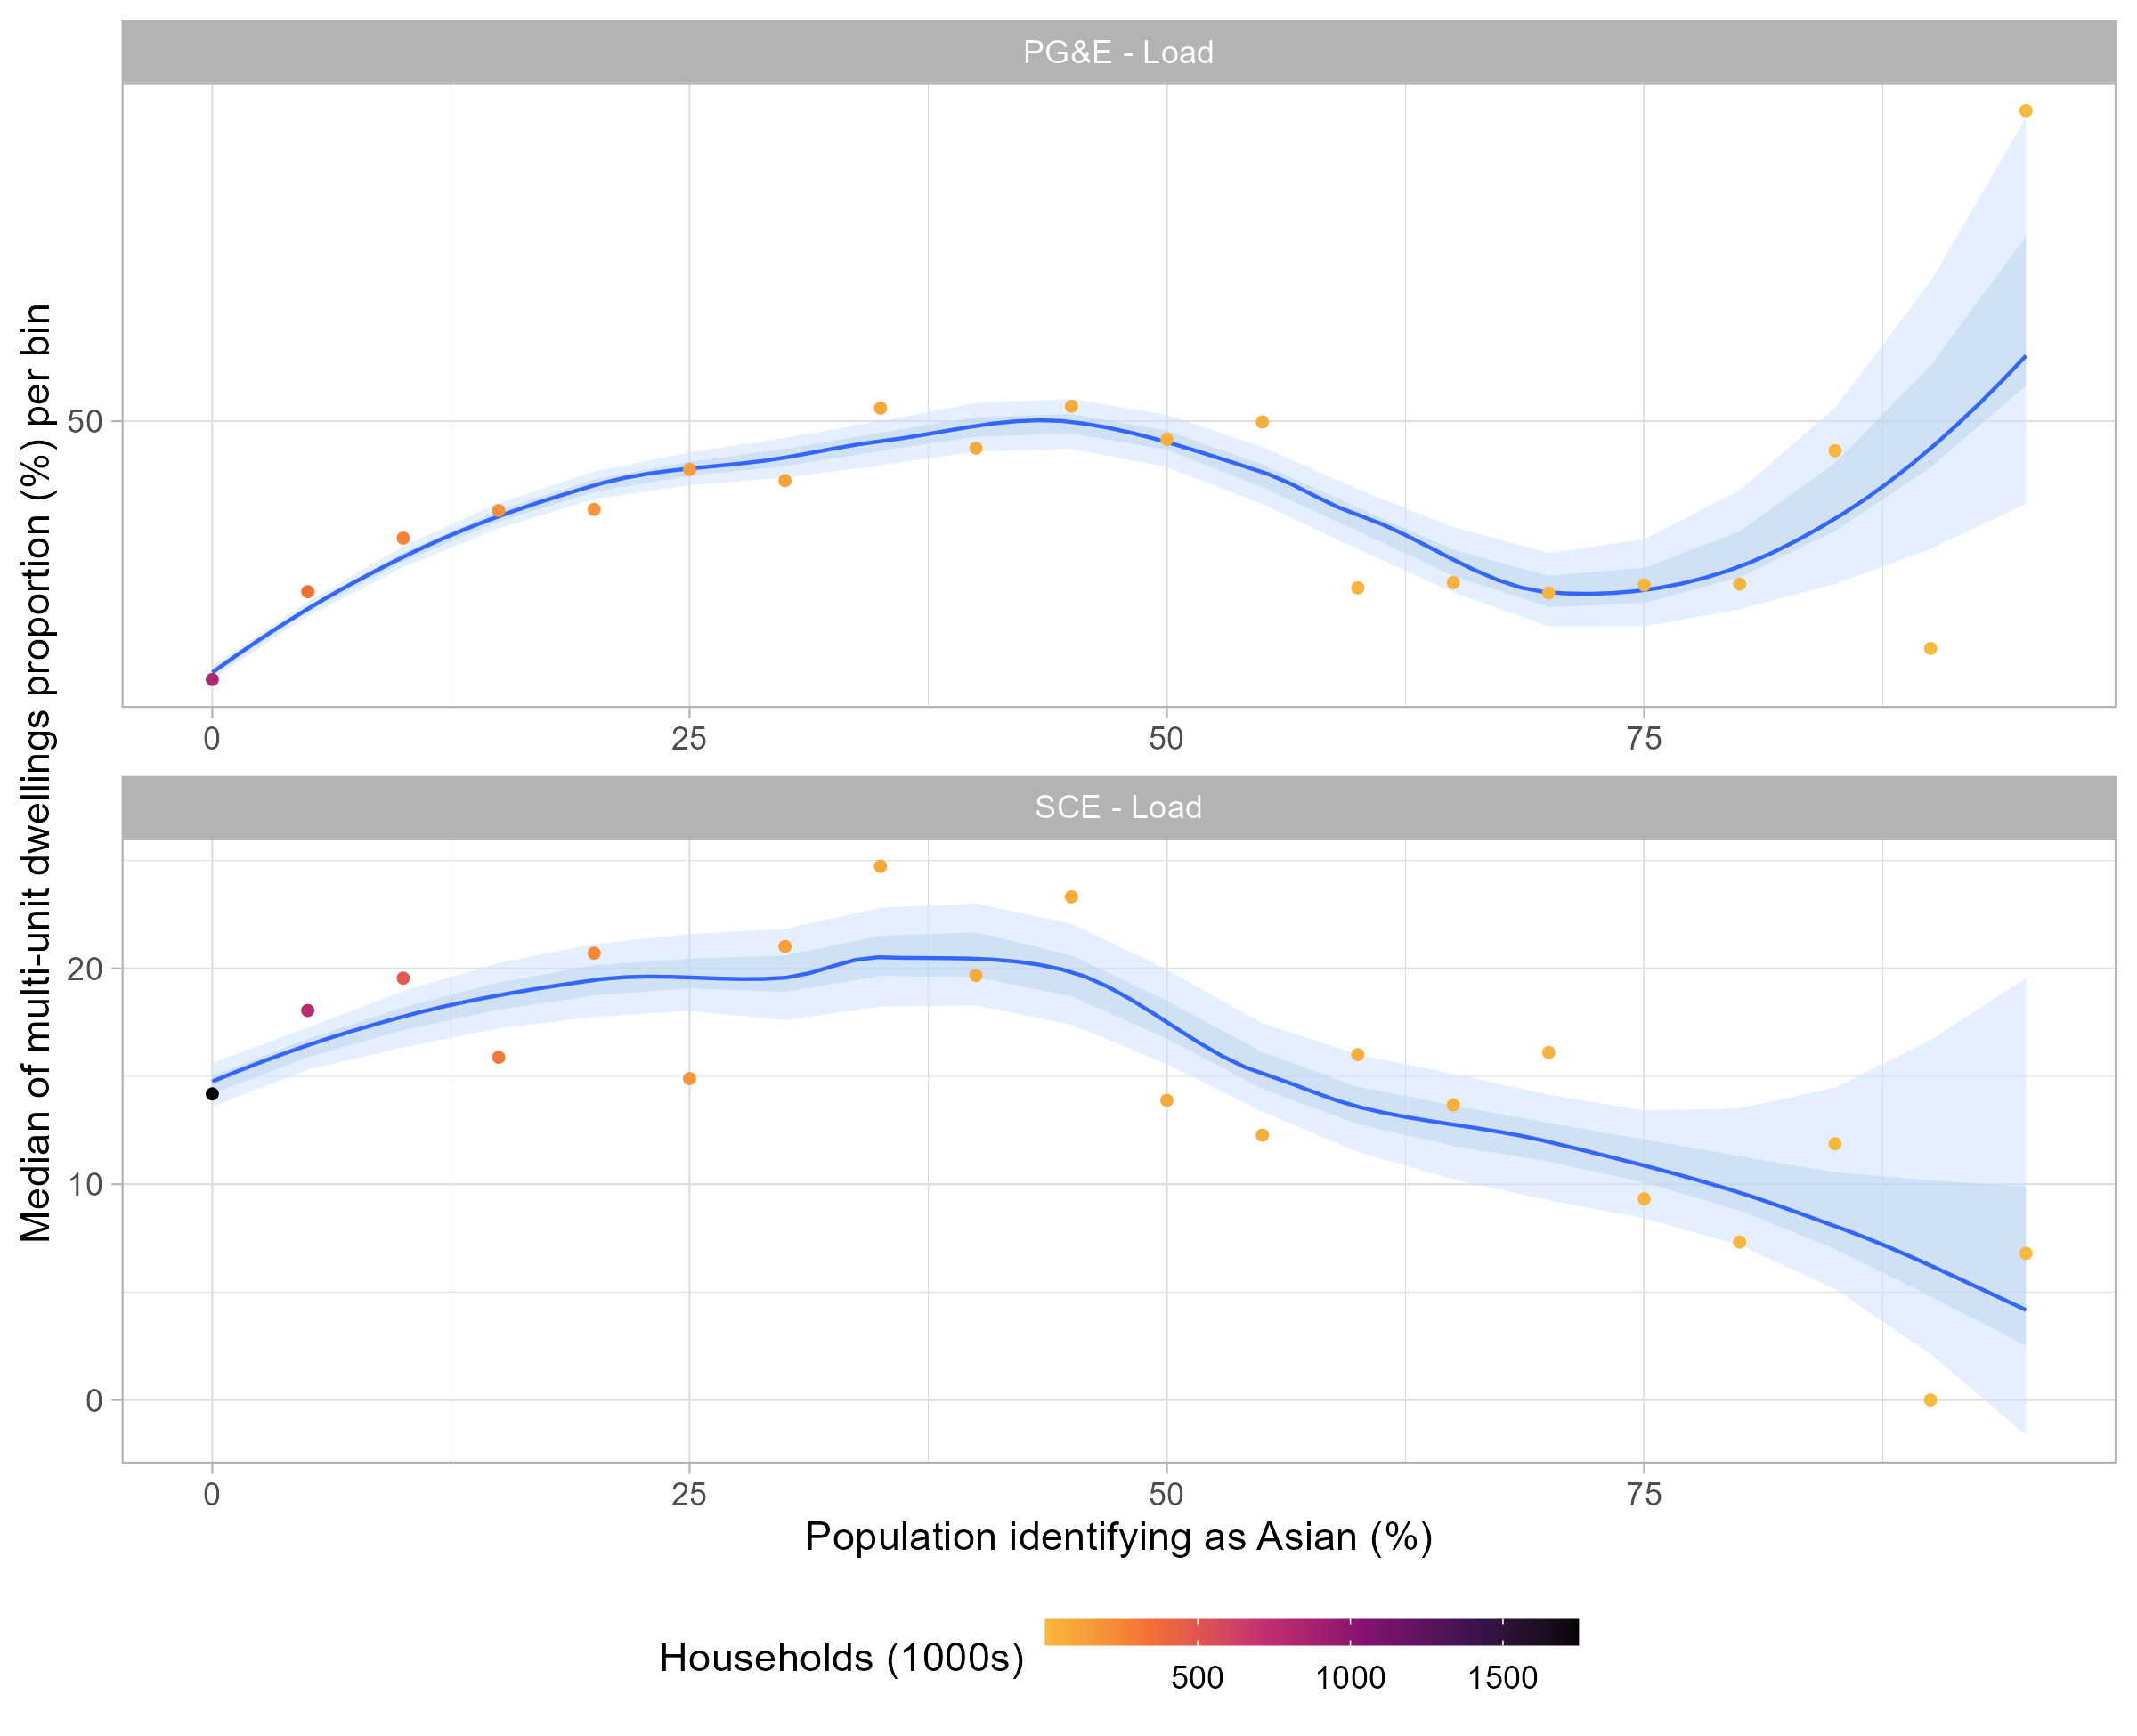 PG&E - Load
50
0 25 50 75
SCE - Load
20
10
0
0 25 50 75
Median of multi-unit dwellings proportion (%) per bin
Population identifying as Asian (%)
Households (1000s)
500 1000 1500